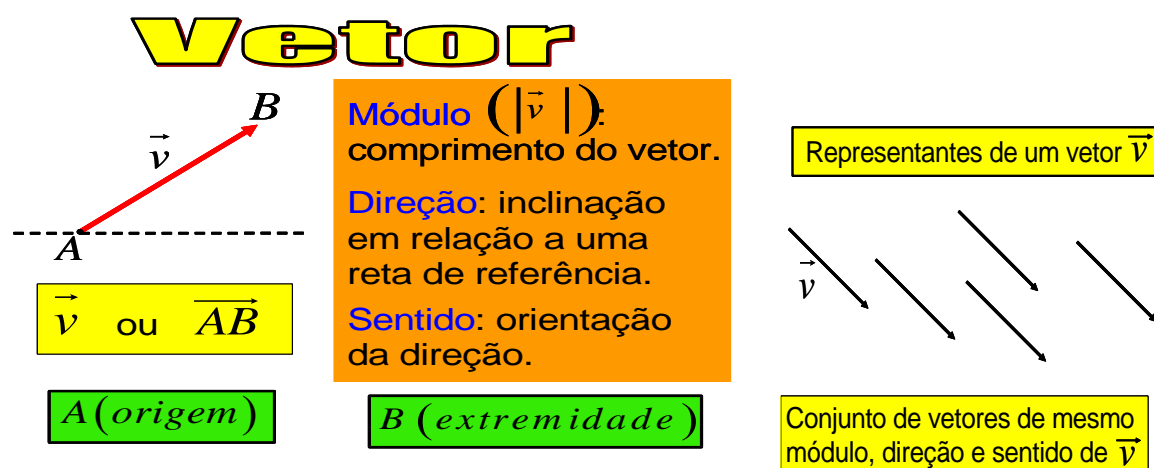 Vetor
B
v⃗
A
v⃗ ou A⃗B⃗
A (origem)
Módulo (|v⃗|):
comprimento do vetor.
Direção: inclinação
em relação a uma
reta de referência.
Sentido: orientação
da direção.
B (extremidade)
Representantes de um vetor v⃗
v⃗
Conjunto de vetores de mesmo
módulo, direção e sentido de v⃗